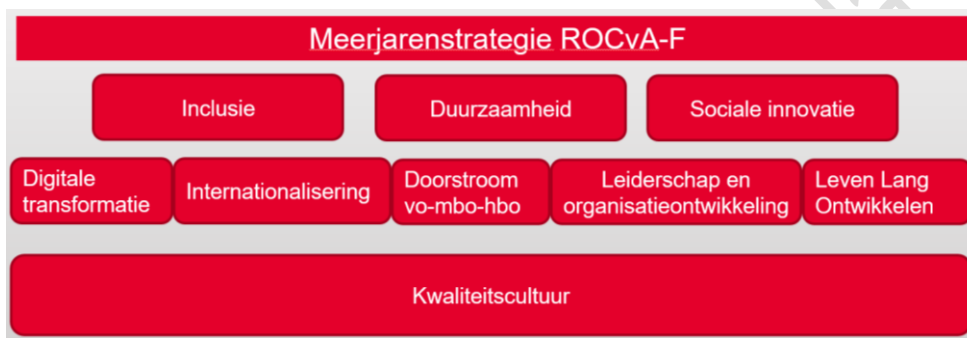 Meerjarenstrategie ROCvA-F
Inclusie
Duurzaamheid
Sociale innovatie
Digitale
transformatie
Internationalisering
Doorstroom
vo-mbo-hbo
Leiderschap en
organisatieontwikkeling
Leven Lang
Ontwikkelen
Kwaliteitscultuur